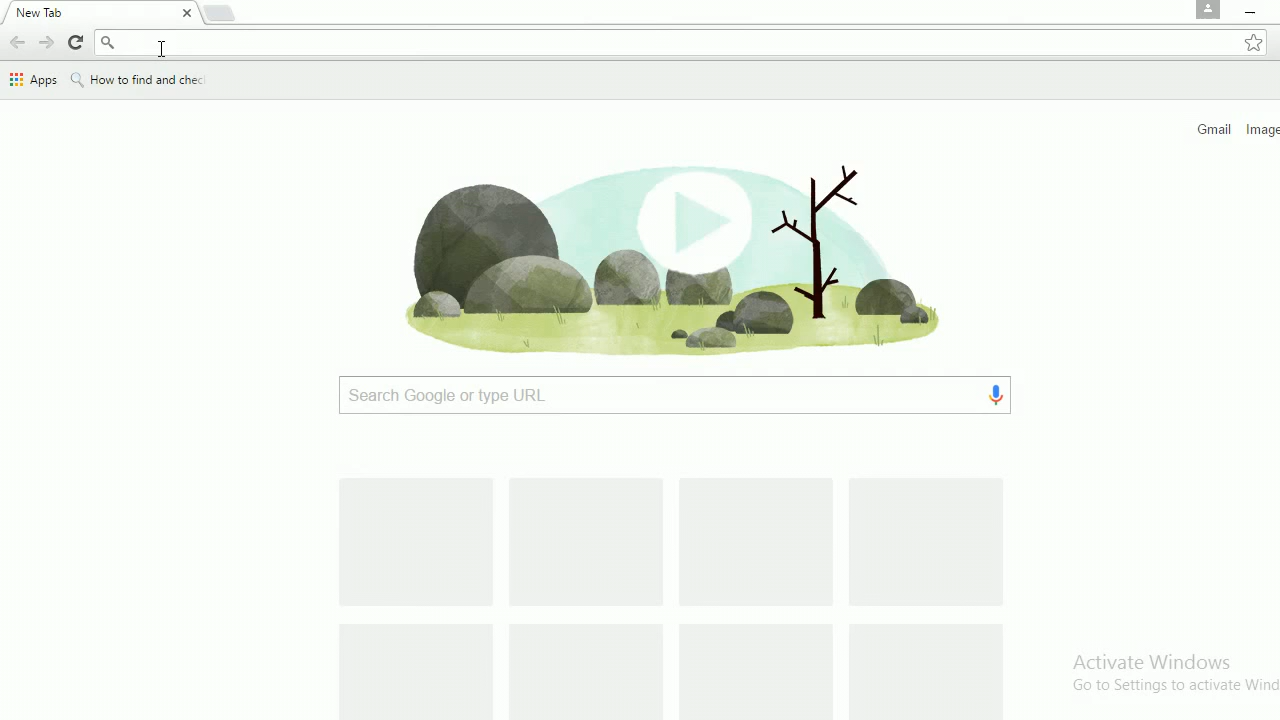 New Tab
Apps
How to find and chec
Gmail
Image
Search Google or type URL
Activate Windows
Go to Settings to activate Wind